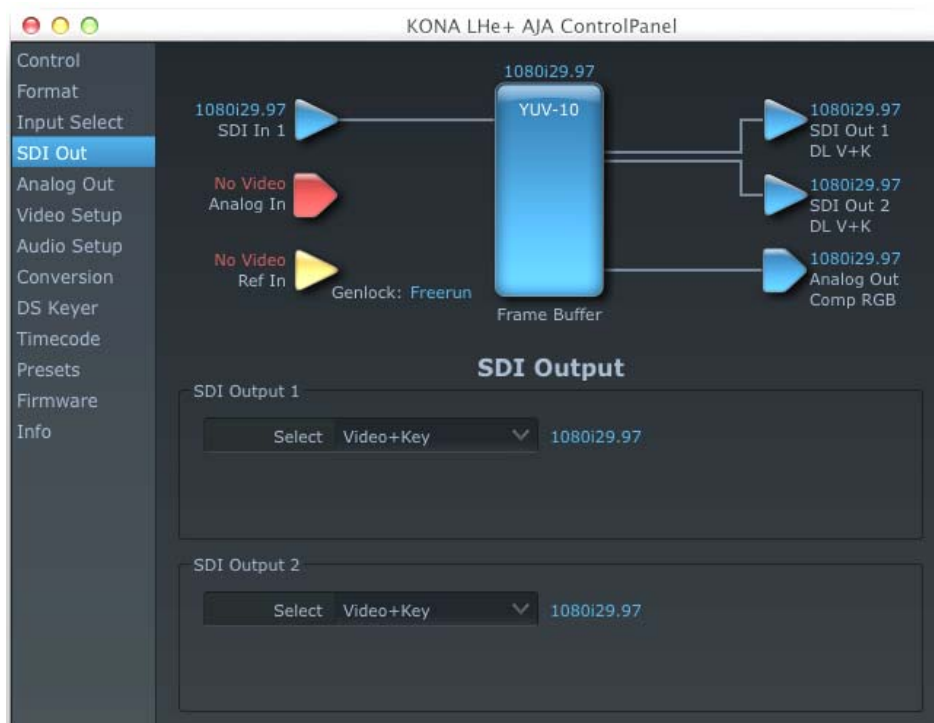 KONA LHe+ AJA ControlPanel
Control
Format
Input Select
SDI Out
Analog Out
Video Setup
Audio Setup
Conversion
DS Keyer
Timecode
Presets
Firmware
Info
1080i29.97
YUV-10
Frame Buffer
1080i29.97
SDI In 1
No Video
Analog In
No Video
Ref In
Genlock: Freerun
1080i29.97
SDI Out 1
DL V+K
1080i29.97
SDI Out 2
DL V+K
1080i29.97
Analog Out
Comp RGB
SDI Output
SDI Output 1
Select Video+Key 1080i29.97
SDI Output 2
Select Video+Key 1080i29.97